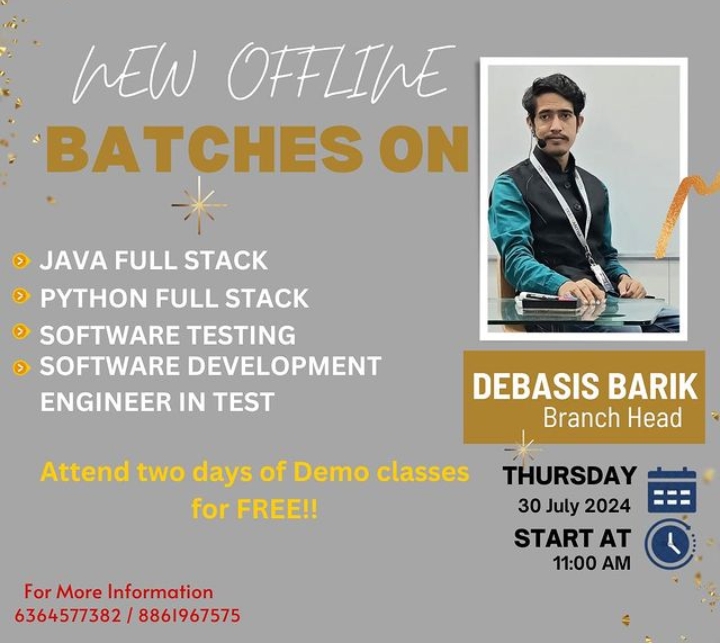 NEW OFFLINE
BATCHES ON
JAVA FULL STACK
PYTHON FULL STACK
SOFTWARE TESTING
SOFTWARE DEVELOPMENT
ENGINEER IN TEST
Attend two days of Demo classes
for FREE!!
For More Information
6364577382 / 8861967575
DEBASIS BARIK
Branch Head
THURSDAY
30 July 2024
START AT
11:00 AM